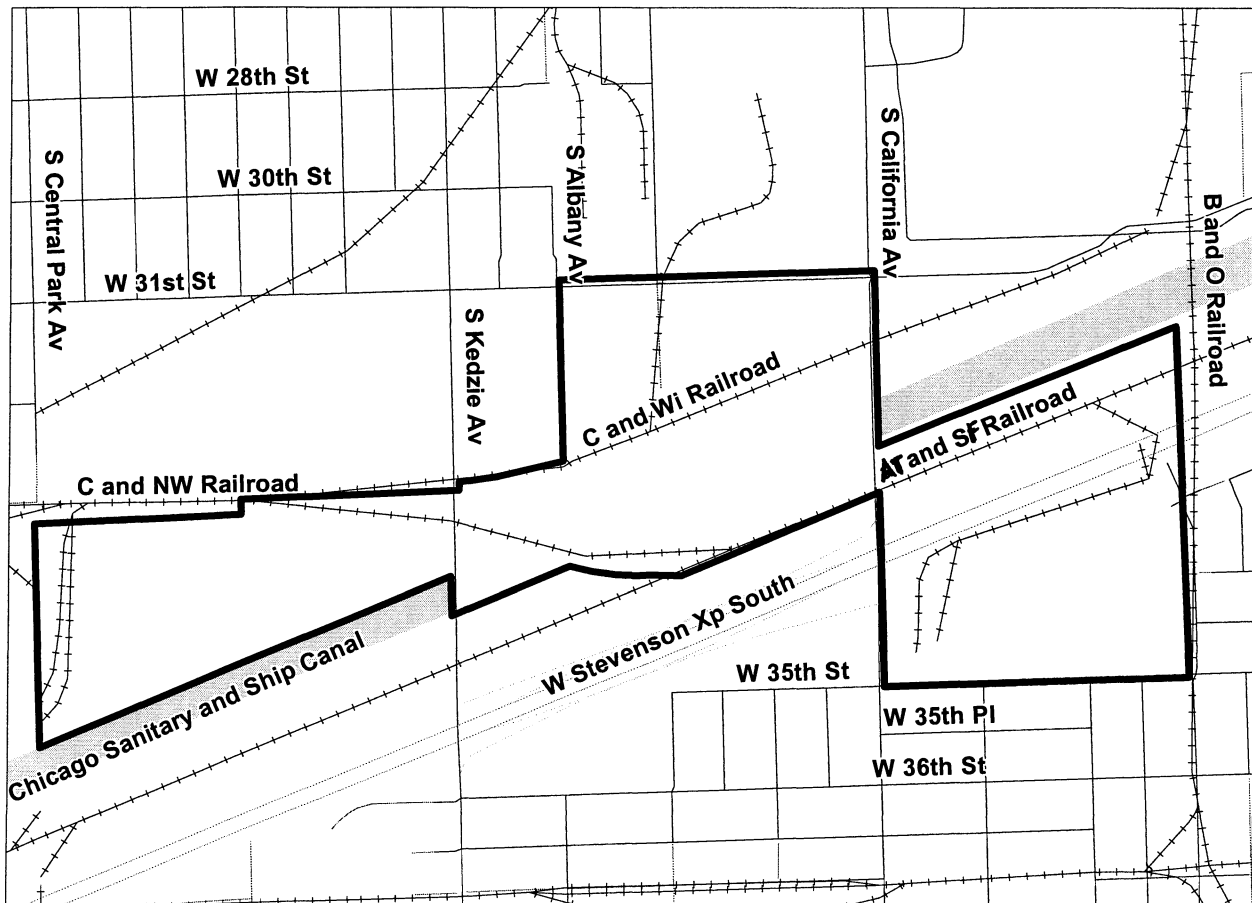 W 28th St
W 30th St
W 31st St
S Central Park Av
S Albany Av
S California Av
B and O Railroad
S Kedzie Av
C and Wi Railroad
AT and SF Railroad
C and NW Railroad
W Stevenson Xp South
Chicago Sanitary and Ship Canal
W 35th St
W 35th Pl
W 36th St